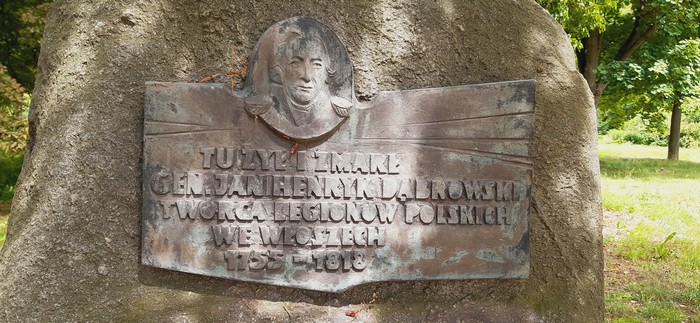 TU ŻYŁ I ZMARŁ
GEN. JAN HENRYK DĄBROWSKI
TWÓRCA LEGIONÓW POLSKICH
WE WŁOSZECH
1755-1818